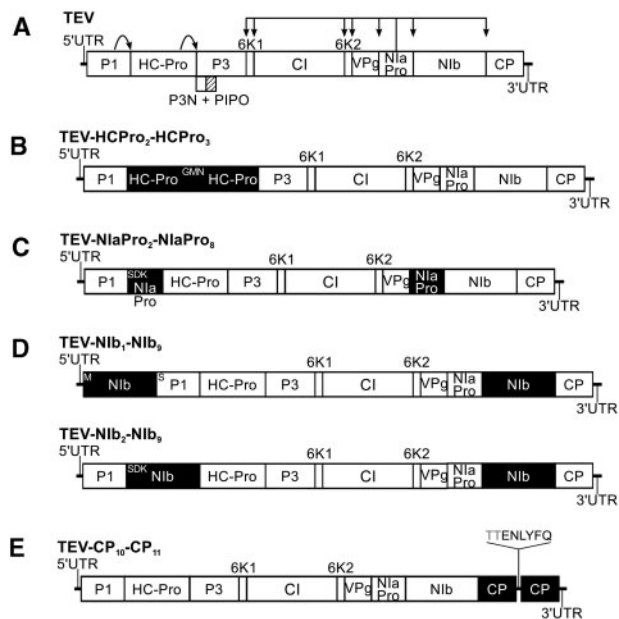 A
TEV
5'UTR
6K1
6K2
P1
HC-Pro
P3
CI
VPg
NIa
Pro
NIb
CP
P3N + PIPO
3'UTR
B
TEV-HCPro₂-HCPro₃
5'UTR
6K1
6K2
P1
HC-Pro
GMN
HC-Pro
P3
CI
VPg
NIa
Pro
NIb
CP
3'UTR
C
TEV-NIaPro₂-NIaPro₈
5'UTR
6K1
6K2
P1
SDK
NIa
Pro
HC-Pro
P3
CI
VPg
NIa
Pro
NIb
CP
3'UTR
D
TEV-NIb₁-NIb₉
5'UTR
6K1
6K2
M
NIb
S
P1
HC-Pro
P3
CI
VPg
NIa
Pro
NIb
CP
3'UTR
TEV-NIb₂-NIb₉
5'UTR
6K1
6K2
P1
SDK
NIb
HC-Pro
P3
CI
VPg
NIa
Pro
NIb
CP
3'UTR
E
TEV-CP₁₀-CP₁₁
TTENLYFQ
5'UTR
6K1
6K2
P1
HC-Pro
P3
CI
VPg
NIa
Pro
NIb
CP
CP
3'UTR